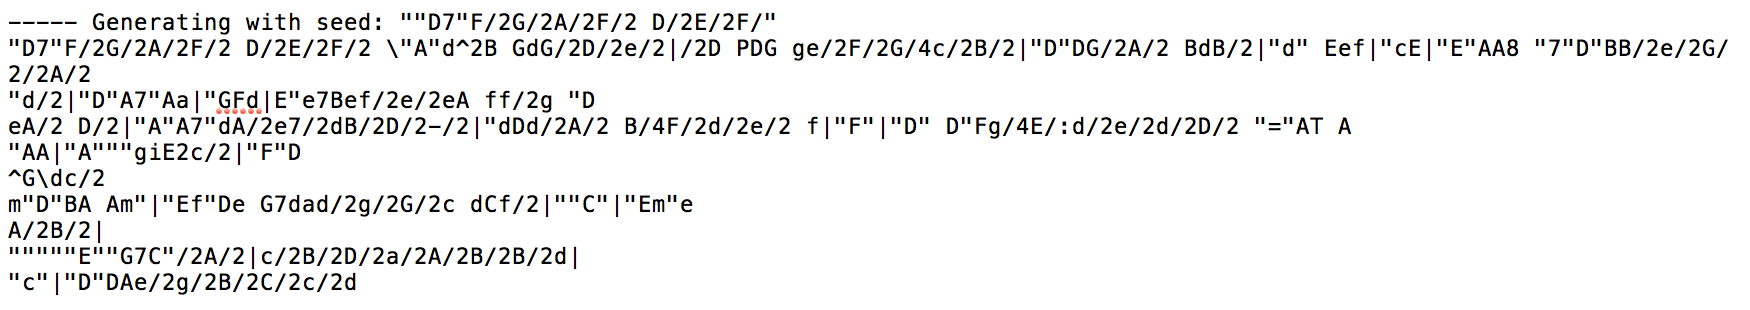 ----- Generating with seed: ""D7"F/2G/2A/2F/2 D/2E/2F/"
"D7"F/2G/2A/2F/2 D/2E/2F/2 \"A"d^2B GdG/2D/2e/2|/2D PDG ge/2F/2G/4c/2B/2|"D"DG/2A/2 BdB/2|"d" Eef|"cE|"E"AA8 "7"D"BB/2e/2G/
2/2A/2
"d/2|"D"A7"Aa|"GFd|E"e7Bef/2e/2eA ff/2g "D
eA/2 D/2|"A"A7"dA/2e7/2dB/2D/2-/2|"dDd/2A/2 B/4F/2d/2e/2 f|"F"|"D" D"Fg/4E/:d/2e/2d/2D/2 "="AT A
"AA|"A"""giE2c/2|"F"D
^G\dc/2
m"D"BA Am"|"Ef"De G7dad/2g/2G/2c dCf/2|""C"|"Em"e
A/2B/2|
"""""E""G7C"/2A/2|c/2B/2D/2a/2A/2B/2B/2d|
"c"|"D"DAe/2g/2B/2C/2c/2d